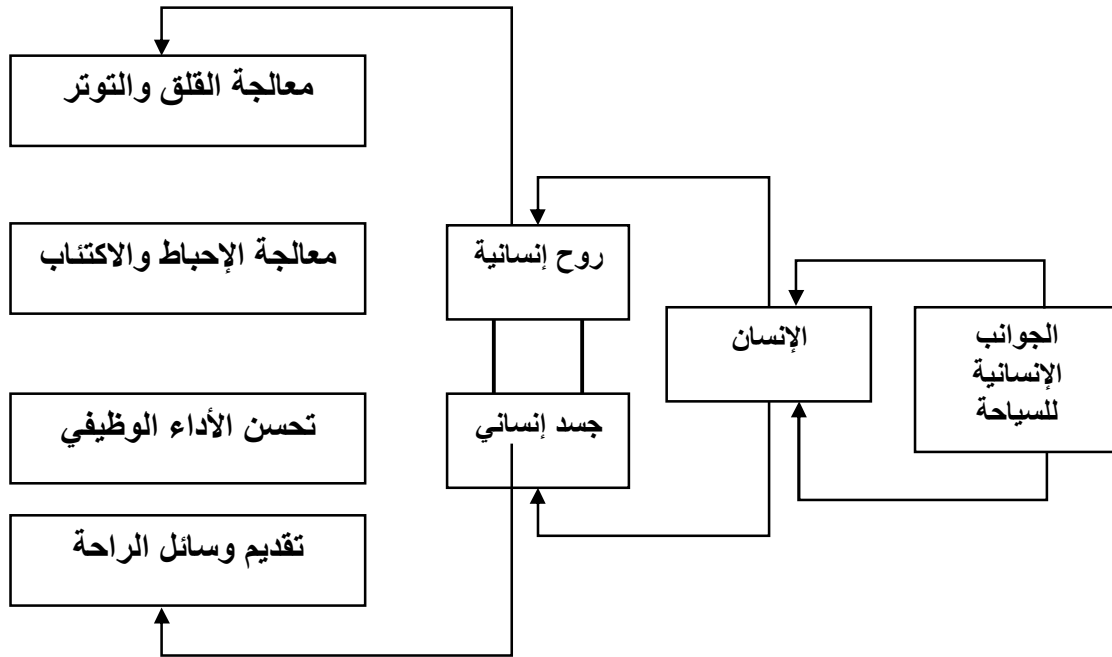 الجوانب
الإنسانية
للسياحة
الإنسان
روح إنسانية
جسد إنساني
معالجة القلق والتوتر
معالجة الإحباط والاكتئاب
تحسن الأداء الوظيفي
تقديم وسائل الراحة